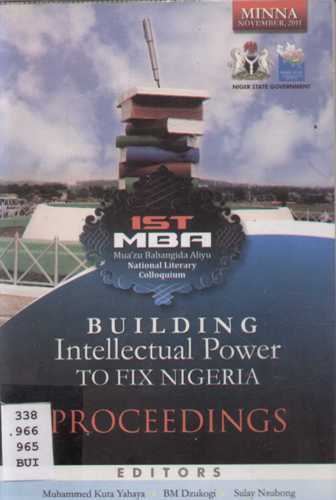 MINNA
NOVEMBER, 2011
NIGER STATE GOVERNMENT
1ST
MBA
Mua'zu Babangida Aliyu
National Literary
Colloquium
BUILDING
Intellectual Power
TO FIX NIGERIA
PROCEEDINGS
338
.966
965
BUI
EDITORS
Muhammed Kuta Yahaya BM Dzukogi Sulay